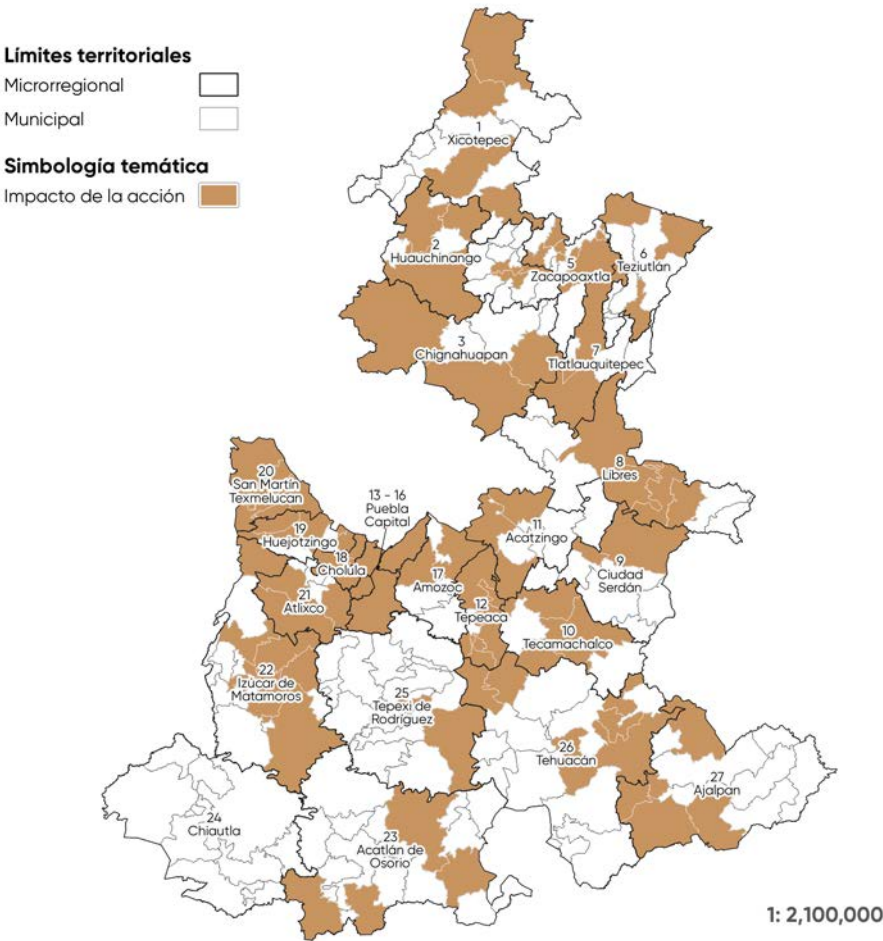 Límites territoriales
Microrregional
Municipal
Simbología temática
Impacto de la acción
1
Xicotepec
2
Huauchinango
3
Chignahuapan
5
Zacapoaxtla
6
Teziutlán
7
Tlatlauquitepec
8
Libres
9
Ciudad
Serdán
10
Tecamachalco
11
Acatzingo
12
Tepeaca
13 - 16
Puebla
Capital
17
Amozoc
18
Cholula
19
Huejotzingo
20
San Martín
Texmelucan
21
Atlixco
22
Izúcar de
Matamoros
23
Acatlán de
Osorio
24
Chiautla
25
Tepexi de
Rodríguez
26
Tehuacán
27
Ajalpan
1: 2,100,000